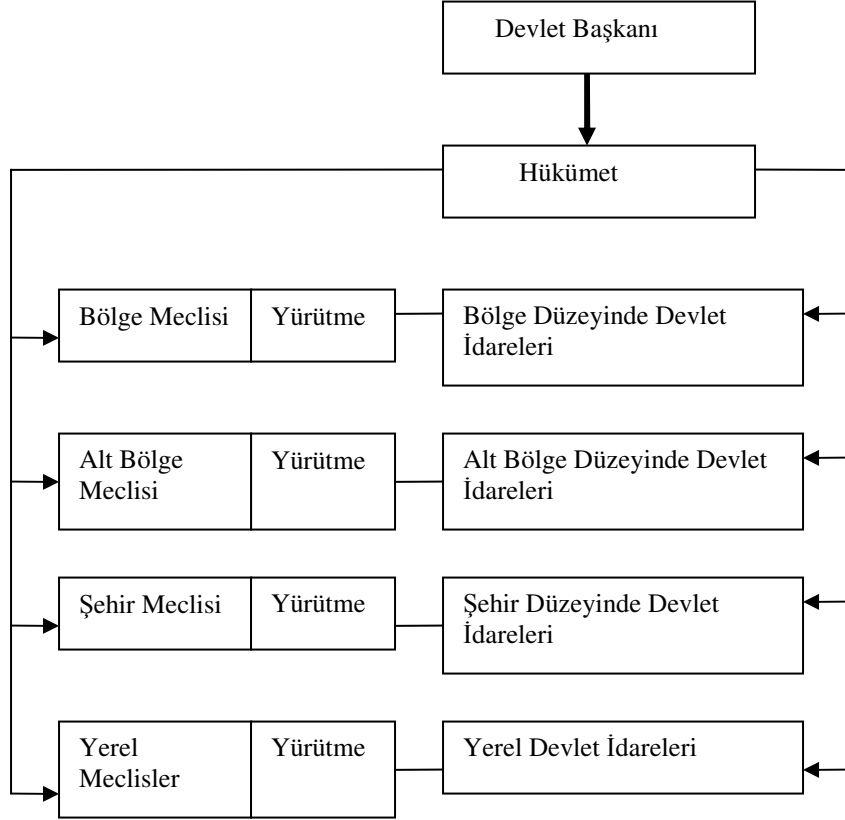 Devlet Başkanı
Hükümet
Bölge Meclisi
Yürütme
Bölge Düzeyinde Devlet
İdareleri
Alt Bölge
Meclisi
Yürütme
Alt Bölge Düzeyinde Devlet
İdareleri
Şehir Meclisi
Yürütme
Şehir Düzeyinde Devlet
İdareleri
Yerel
Meclisler
Yürütme
Yerel Devlet İdareleri